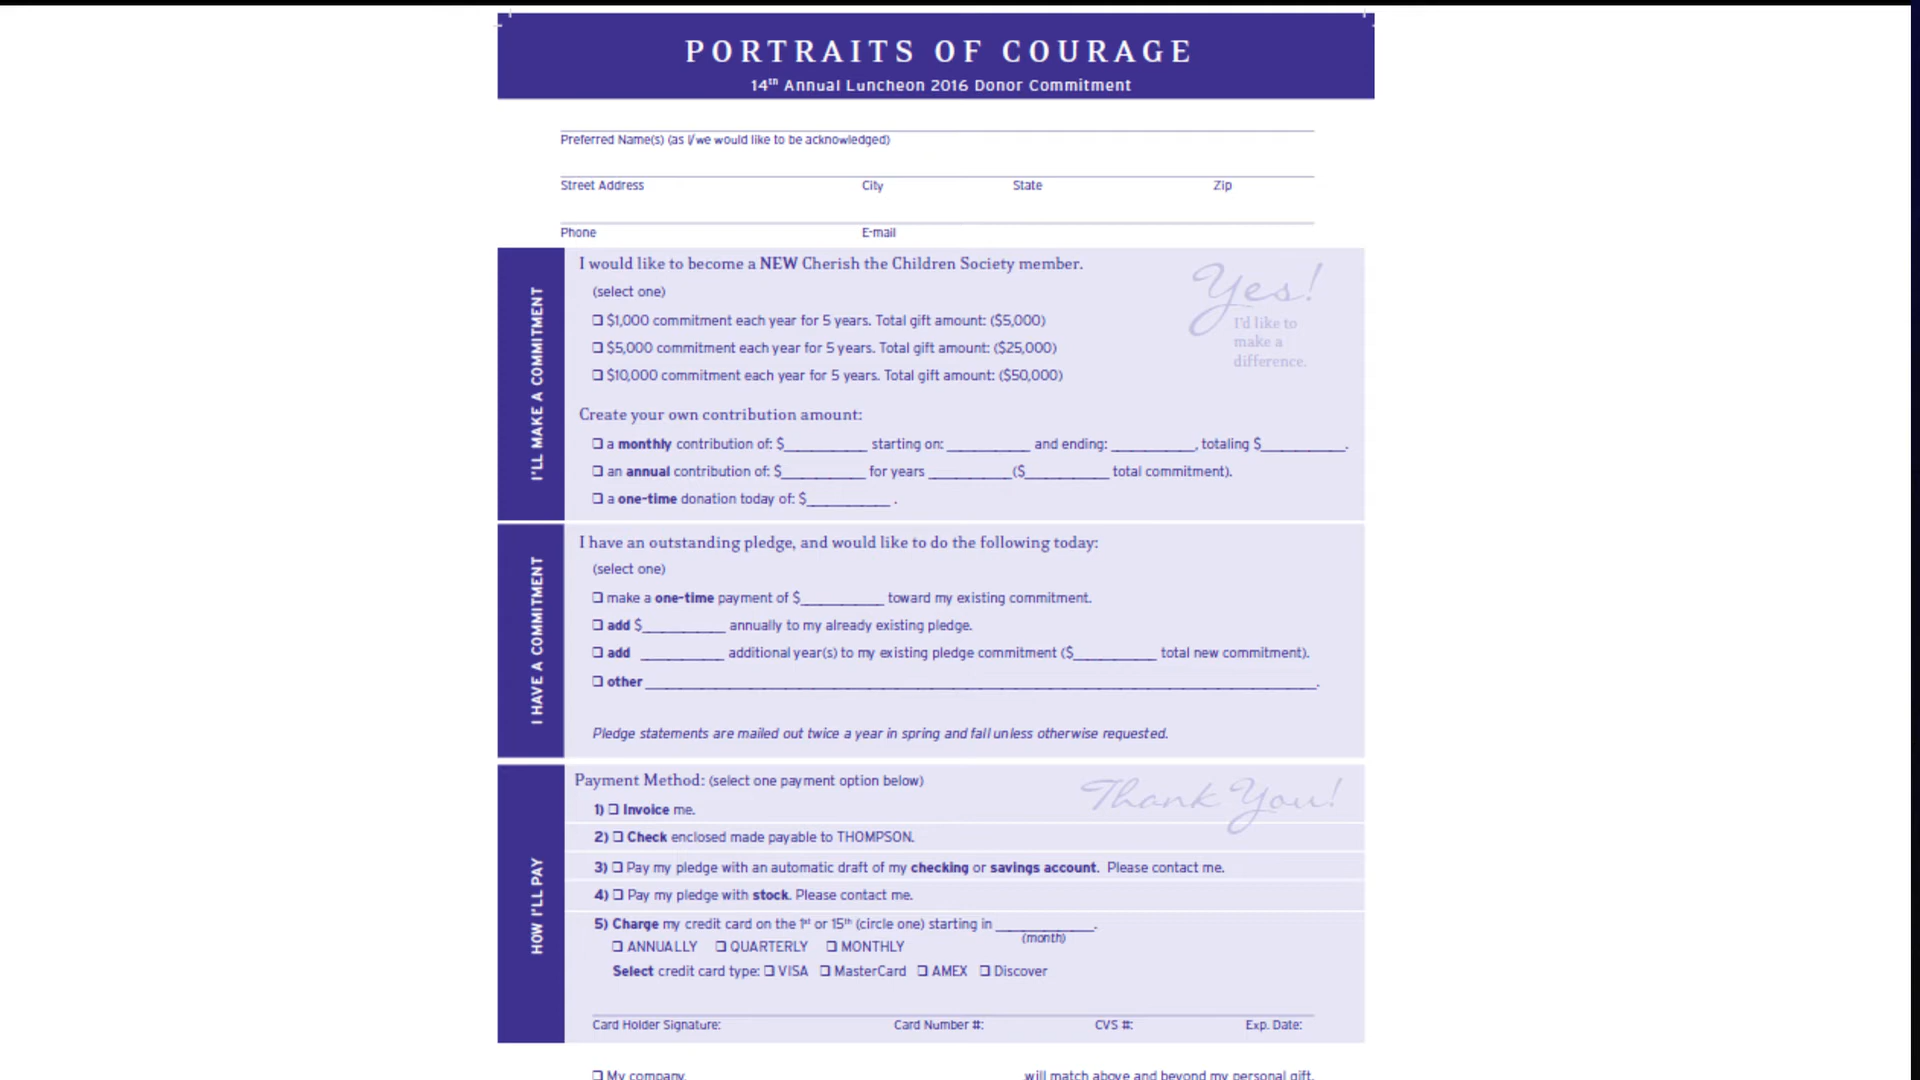 PORTRAITS OF COURAGE
14th Annual Luncheon 2016 Donor Commitment
Preferred Name(s) (as I/we would like to be acknowledged)
Street Address City State Zip
Phone E-mail
I'LL MAKE A COMMITMENT
I would like to become a NEW Cherish the Children Society member.
(select one)
❑ $1,000 commitment each year for 5 years. Total gift amount: ($5,000)
❑ $5,000 commitment each year for 5 years. Total gift amount: ($25,000)
❑ $10,000 commitment each year for 5 years. Total gift amount: ($50,000)
Yes!
I'd like to
make a
difference.
Create your own contribution amount:
❑ a monthly contribution of: $__________ starting on: __________ and ending: __________, totaling $__________.
❑ an annual contribution of: $__________ for years __________($__________ total commitment).
❑ a one-time donation today of: $__________ .
I HAVE A COMMITMENT
I have an outstanding pledge, and would like to do the following today:
(select one)
❑ make a one-time payment of $__________ toward my existing commitment.
❑ add $__________ annually to my already existing pledge.
❑ add __________ additional year(s) to my existing pledge commitment ($__________ total new commitment).
❑ other ______________________________.
Pledge statements are mailed out twice a year in spring and fall unless otherwise requested.
HOW I'LL PAY
Payment Method: (select one payment option below)
Thank You!
1) ❑ Invoice me.
2) ❑ Check enclosed made payable to THOMPSON.
3) ❑ Pay my pledge with an automatic draft of my checking or savings account. Please contact me.
4) ❑ Pay my pledge with stock. Please contact me.
5) Charge my credit card on the 1st or 15th (circle one) starting in ____________.
(month)
❑ ANNUALLY ❑ QUARTERLY ❑ MONTHLY
Select credit card type: ❑ VISA ❑ MasterCard ❑ AMEX ❑ Discover
Card Holder Signature: Card Number #: CVS #: Exp. Date:
❑ My company, will match above and beyond my personal gift.